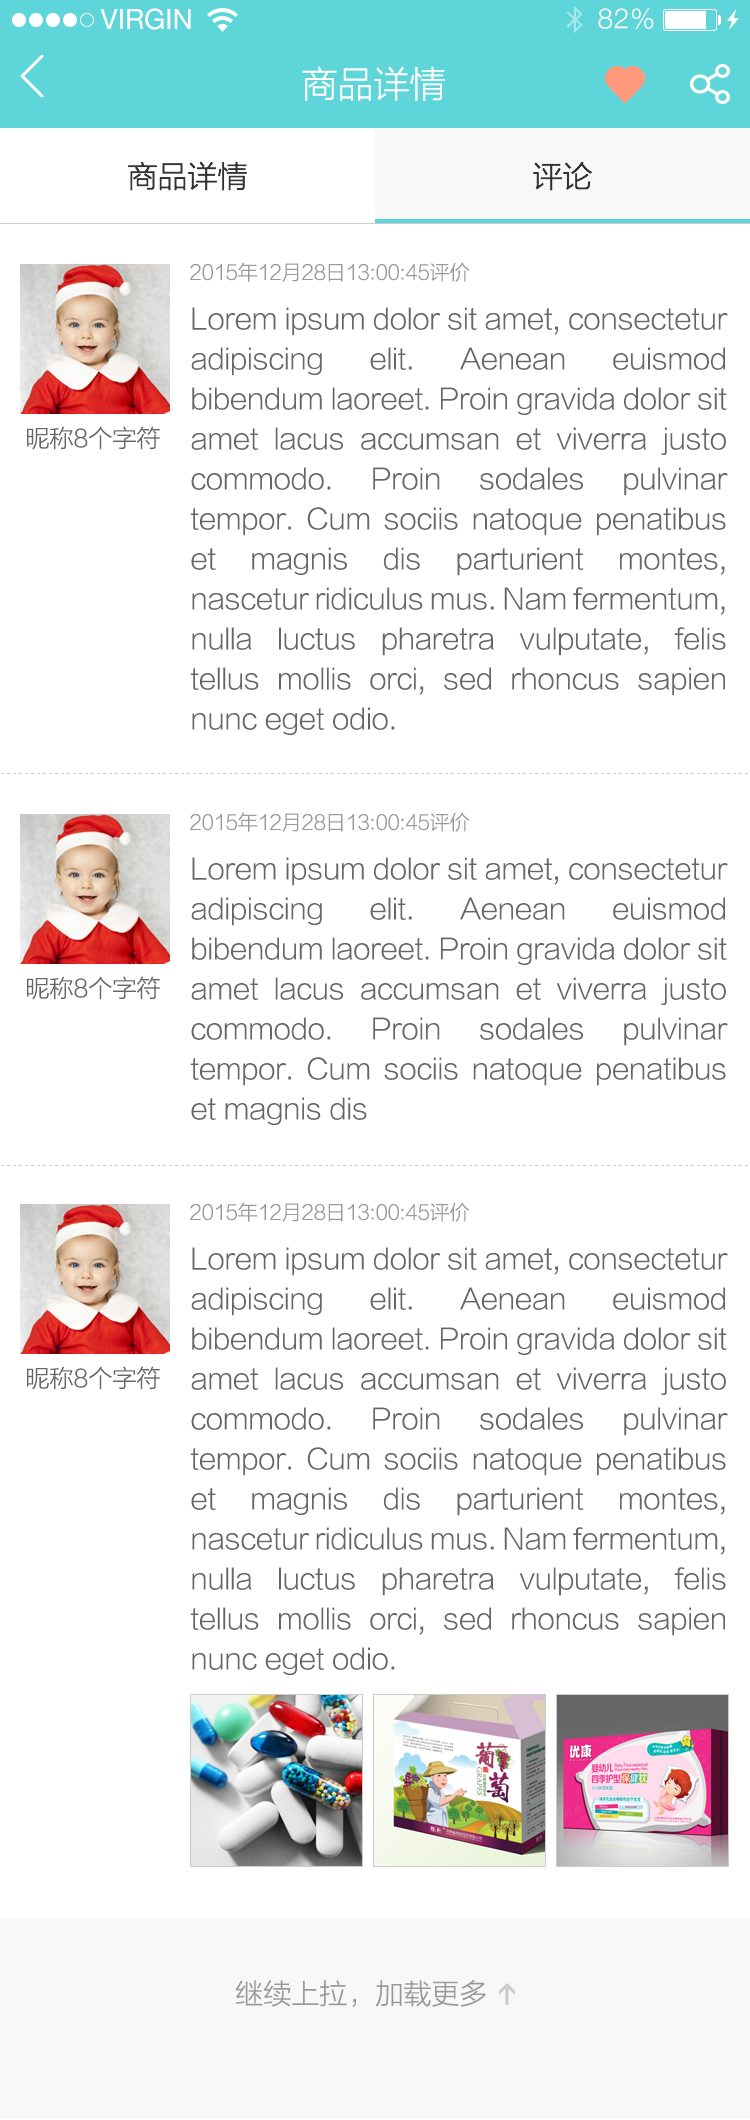 VIRGIN 82%
商品详情
商品详情 评论
2015年12月28日13:00:45评价
Lorem ipsum dolor sit amet, consectetur
adipiscing elit. Aenean euismod
bibendum laoreet. Proin gravida dolor sit
amet lacus accumsan et viverra justo
commodo. Proin sodales pulvinar
tempor. Cum sociis natoque penatibus
et magnis dis parturient montes,
nascetur ridiculus mus. Nam fermentum,
nulla luctus pharetra vulputate, felis
tellus mollis orci, sed rhoncus sapien
nunc eget odio.
昵称8个字符
2015年12月28日13:00:45评价
Lorem ipsum dolor sit amet, consectetur
adipiscing elit. Aenean euismod
bibendum laoreet. Proin gravida dolor sit
amet lacus accumsan et viverra justo
commodo. Proin sodales pulvinar
tempor. Cum sociis natoque penatibus
et magnis dis
昵称8个字符
2015年12月28日13:00:45评价
Lorem ipsum dolor sit amet, consectetur
adipiscing elit. Aenean euismod
bibendum laoreet. Proin gravida dolor sit
amet lacus accumsan et viverra justo
commodo. Proin sodales pulvinar
tempor. Cum sociis natoque penatibus
et magnis dis parturient montes,
nascetur ridiculus mus. Nam fermentum,
nulla luctus pharetra vulputate, felis
tellus mollis orci, sed rhoncus sapien
nunc eget odio.
昵称8个字符
葡萄
GRAPES
优康
婴幼儿
四季护型保健枕
继续上拉，加载更多